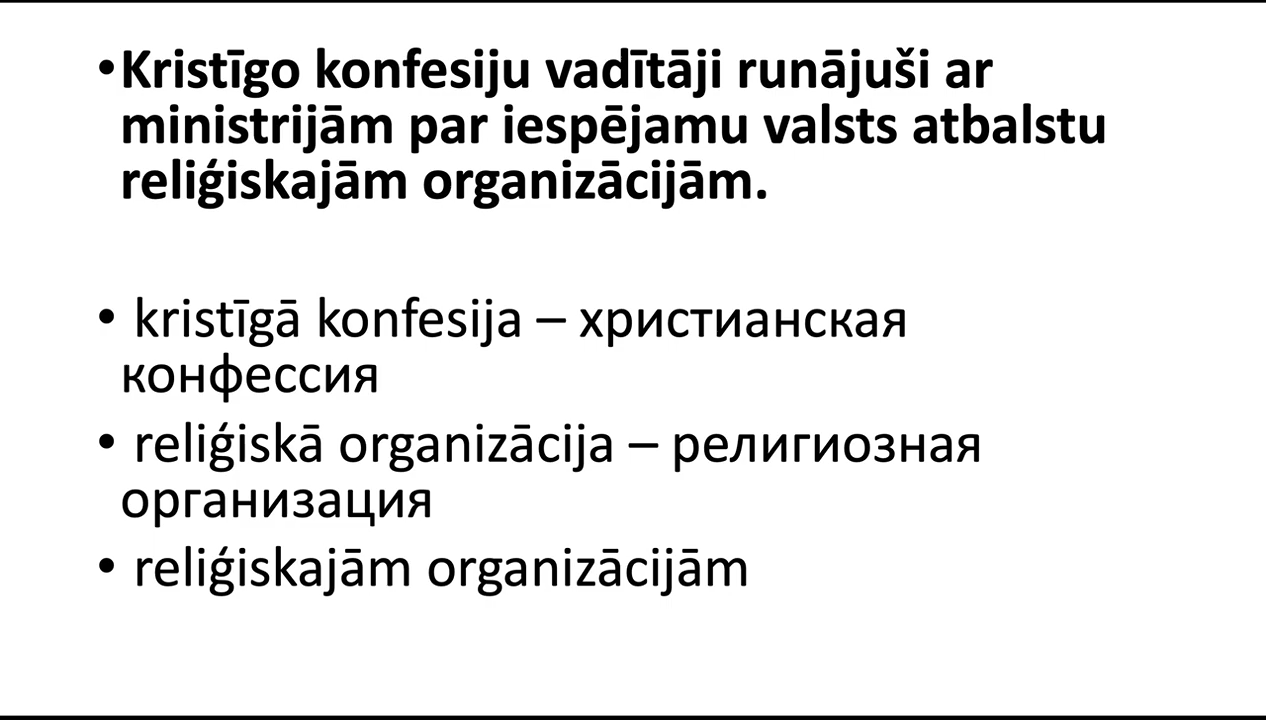 •Kristīgo konfesiju vadītāji runājuši ar
ministrijām par iespējamu valsts atbalstu
reliģiskajām organizācijām.
• kristīgā konfesija – христианская
конфессия
• reliģiskā organizācija – религиозная
организация
• reliģiskajām organizācijām